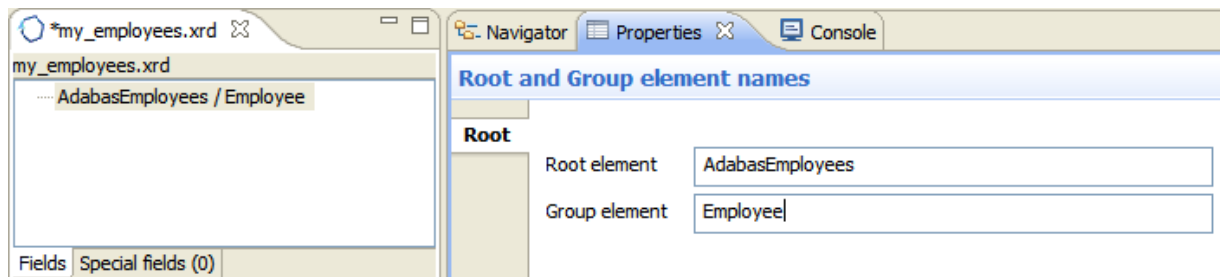 *my_employees.xrd
my_employees.xrd
AdabasEmployees / Employee
Fields Special fields (0)
Navigator Properties Console
Root and Group element names
Root
Root element AdabasEmployees
Group element Employee